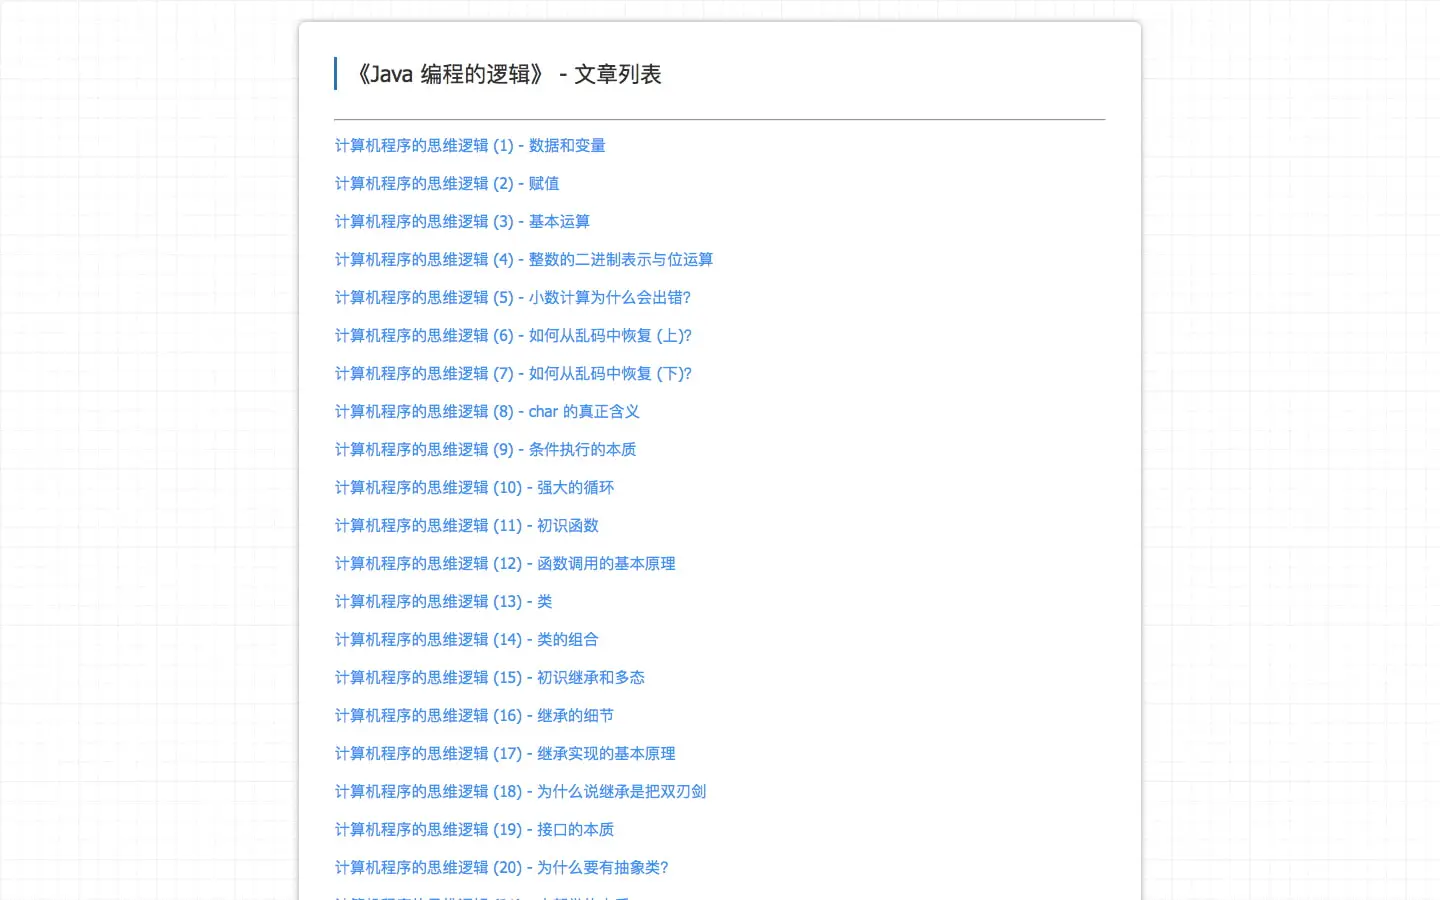 《Java 编程的逻辑》 - 文章列表
计算机程序的思维逻辑 (1) - 数据和变量
计算机程序的思维逻辑 (2) - 赋值
计算机程序的思维逻辑 (3) - 基本运算
计算机程序的思维逻辑 (4) - 整数的二进制表示与位运算
计算机程序的思维逻辑 (5) - 小数计算为什么会出错?
计算机程序的思维逻辑 (6) - 如何从乱码中恢复 (上)?
计算机程序的思维逻辑 (7) - 如何从乱码中恢复 (下)?
计算机程序的思维逻辑 (8) - char 的真正含义
计算机程序的思维逻辑 (9) - 条件执行的本质
计算机程序的思维逻辑 (10) - 强大的循环
计算机程序的思维逻辑 (11) - 初识函数
计算机程序的思维逻辑 (12) - 函数调用的基本原理
计算机程序的思维逻辑 (13) - 类
计算机程序的思维逻辑 (14) - 类的组合
计算机程序的思维逻辑 (15) - 初识继承和多态
计算机程序的思维逻辑 (16) - 继承的细节
计算机程序的思维逻辑 (17) - 继承实现的基本原理
计算机程序的思维逻辑 (18) - 为什么说继承是把双刃剑
计算机程序的思维逻辑 (19) - 接口的本质
计算机程序的思维逻辑 (20) - 为什么要有抽象类?